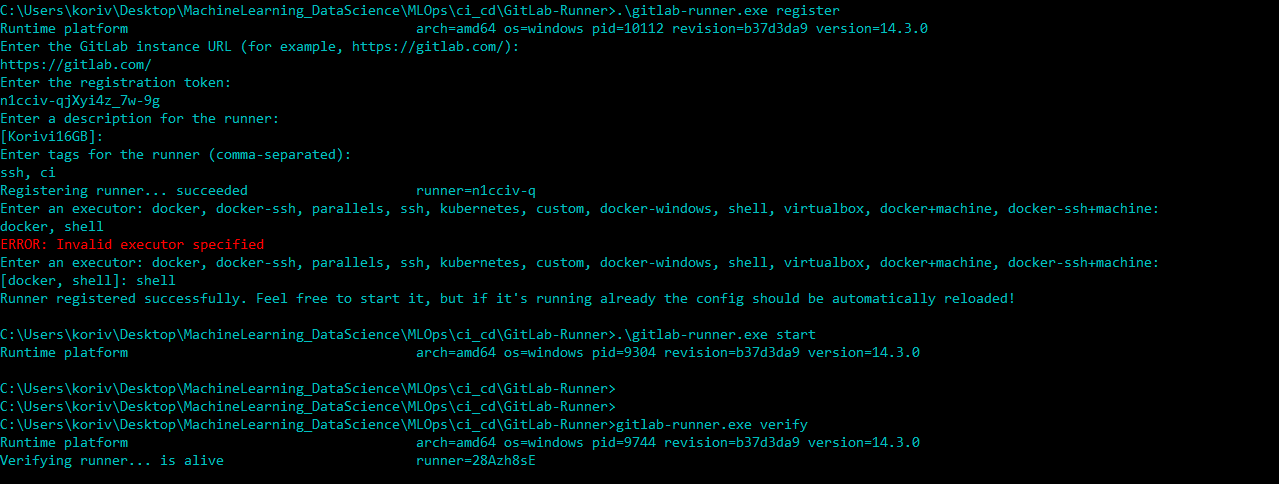 C:\Users\koriv\Desktop\MachineLearning_DataScience\MLOps\ci_cd\GitLab-Runner>.\gitlab-runner.exe register
Runtime platform arch=amd64 os=windows pid=10112 revision=b37d3da9 version=14.3.0
Enter the GitLab instance URL (for example, https://gitlab.com/):
https://gitlab.com/
Enter the registration token:
n1cciv-qjXyi4z_7w-9g
Enter a description for the runner:
[Korivi16GB]:
Enter tags for the runner (comma-separated):
ssh, ci
Registering runner... succeeded runner=n1cciv-q
Enter an executor: docker, docker-ssh, parallels, ssh, kubernetes, custom, docker-windows, shell, virtualbox, docker+machine, docker-ssh+machine:
docker, shell
ERROR: Invalid executor specified
Enter an executor: docker, docker-ssh, parallels, ssh, kubernetes, custom, docker-windows, shell, virtualbox, docker+machine, docker-ssh+machine:
[docker, shell]: shell
Runner registered successfully. Feel free to start it, but if it's running already the config should be automatically reloaded!
C:\Users\koriv\Desktop\MachineLearning_DataScience\MLOps\ci_cd\GitLab-Runner>.\gitlab-runner.exe start
Runtime platform arch=amd64 os=windows pid=9304 revision=b37d3da9 version=14.3.0
C:\Users\koriv\Desktop\MachineLearning_DataScience\MLOps\ci_cd\GitLab-Runner>
C:\Users\koriv\Desktop\MachineLearning_DataScience\MLOps\ci_cd\GitLab-Runner>
C:\Users\koriv\Desktop\MachineLearning_DataScience\MLOps\ci_cd\GitLab-Runner>gitlab-runner.exe verify
Runtime platform arch=amd64 os=windows pid=9744 revision=b37d3da9 version=14.3.0
Verifying runner... is alive runner=28Azh8sE